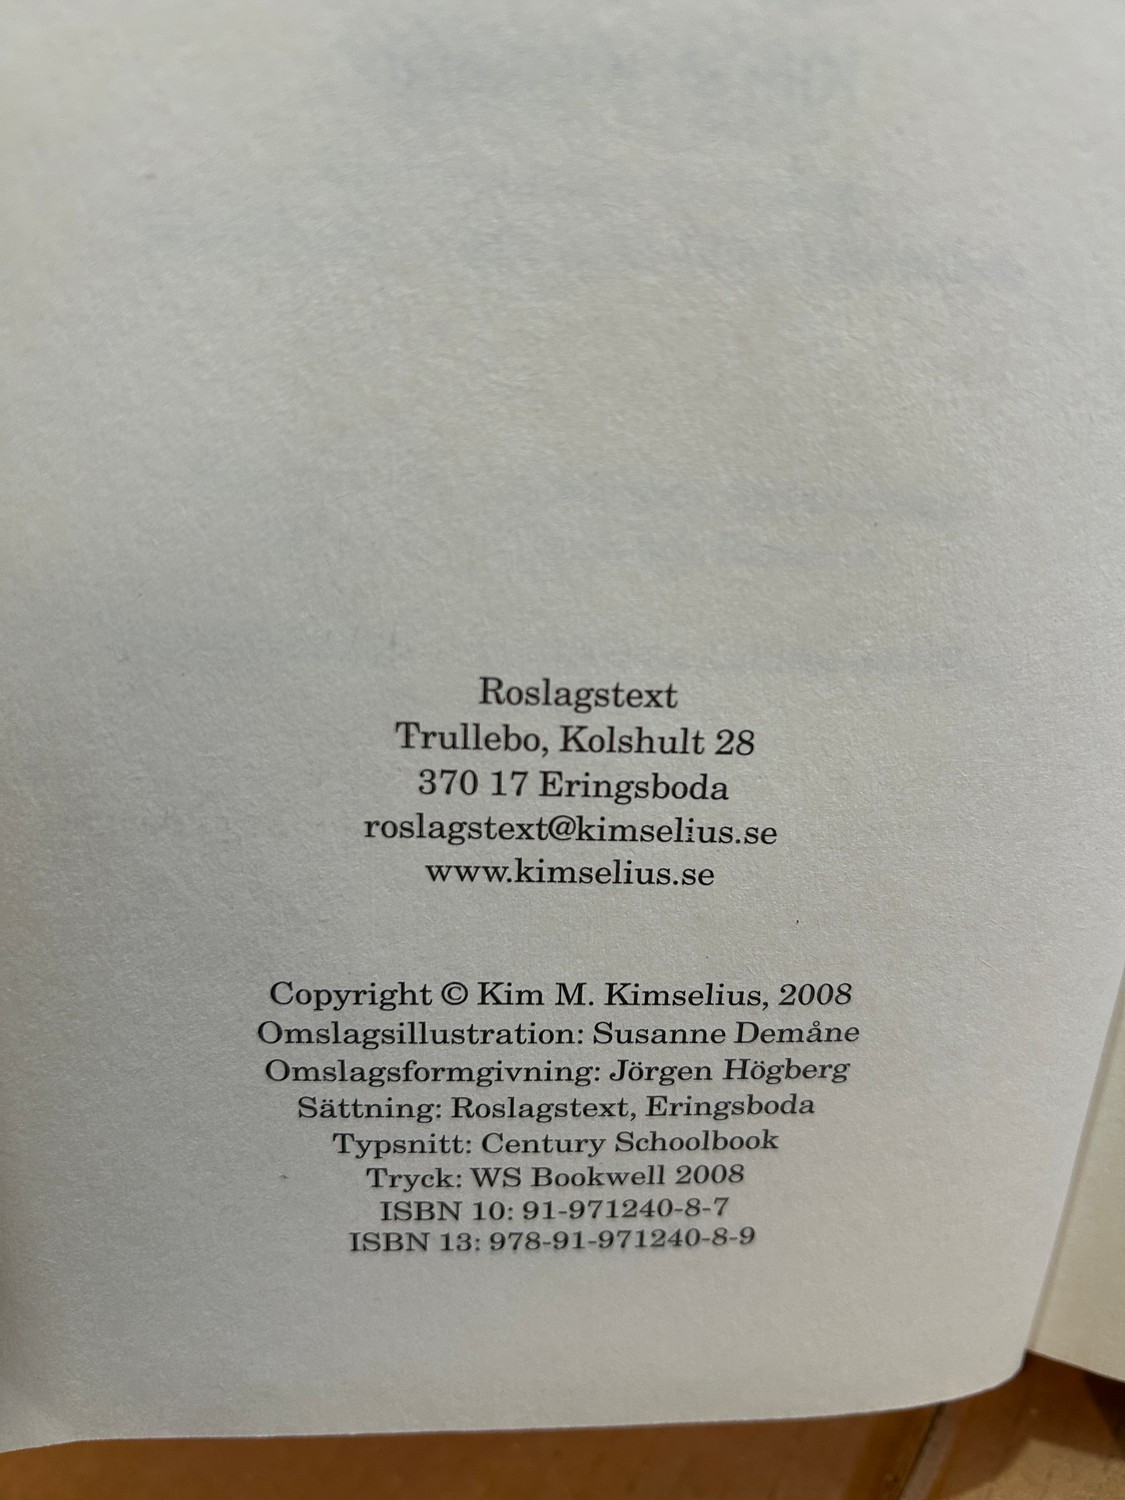 Roslagstext
Trullebo, Kolshult 28
370 17 Eringsboda
roslagstext@kimselius.se
www.kimselius.se
Copyright © Kim M. Kimselius, 2008
Omslagsillustration: Susanne Demåne
Omslagsformgivning: Jörgen Högberg
Sättning: Roslagstext, Eringsboda
Typsnitt: Century Schoolbook
Tryck: WS Bookwell 2008
ISBN 10: 91-971240-8-7
ISBN 13: 978-91-971240-8-9